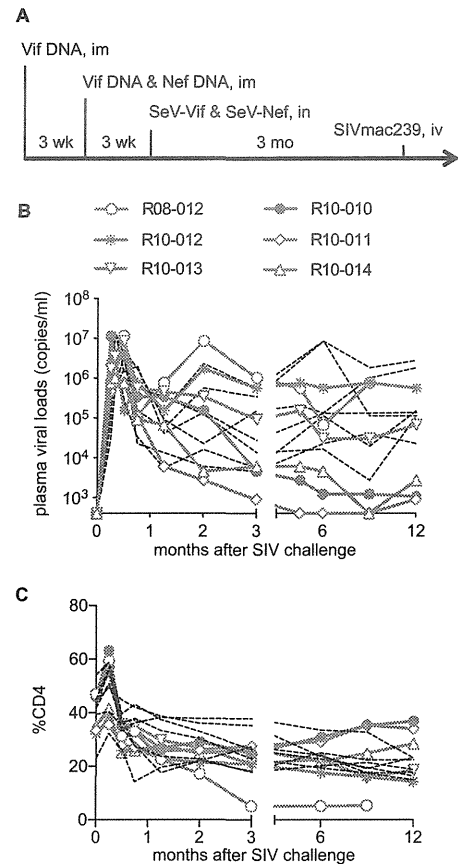 A
Vif DNA, im
Vif DNA & Nef DNA, im
SeV-Vif & SeV-Nef, in
SIVmac239, iv
3 wk 3 wk 3 mo
B
R08-012 R10-010
R10-012 R10-011
R10-013 R10-014
plasma viral loads (copies/ml)
10⁸
10⁷
10⁶
10⁵
10⁴
10³
0 1 2 3 6 12
months after SIV challenge
C
%CD4
80
60
40
20
0
0 1 2 3 6 12
months after SIV challenge